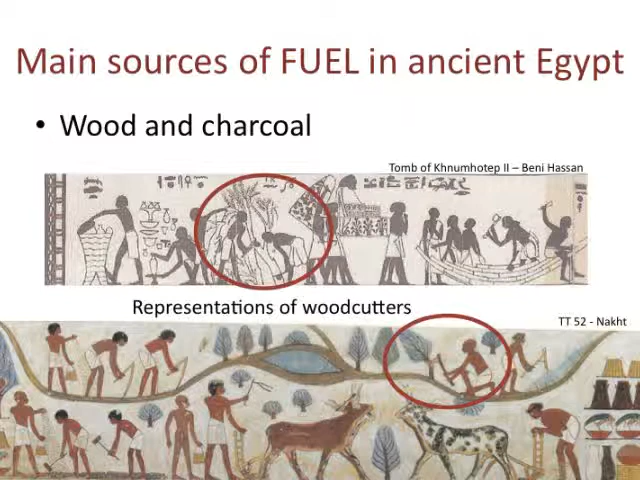 Main sources of FUEL in ancient Egypt
• Wood and charcoal
Tomb of Khnumhotep II – Beni Hassan
Representations of woodcutters
TT 52 - Nakht